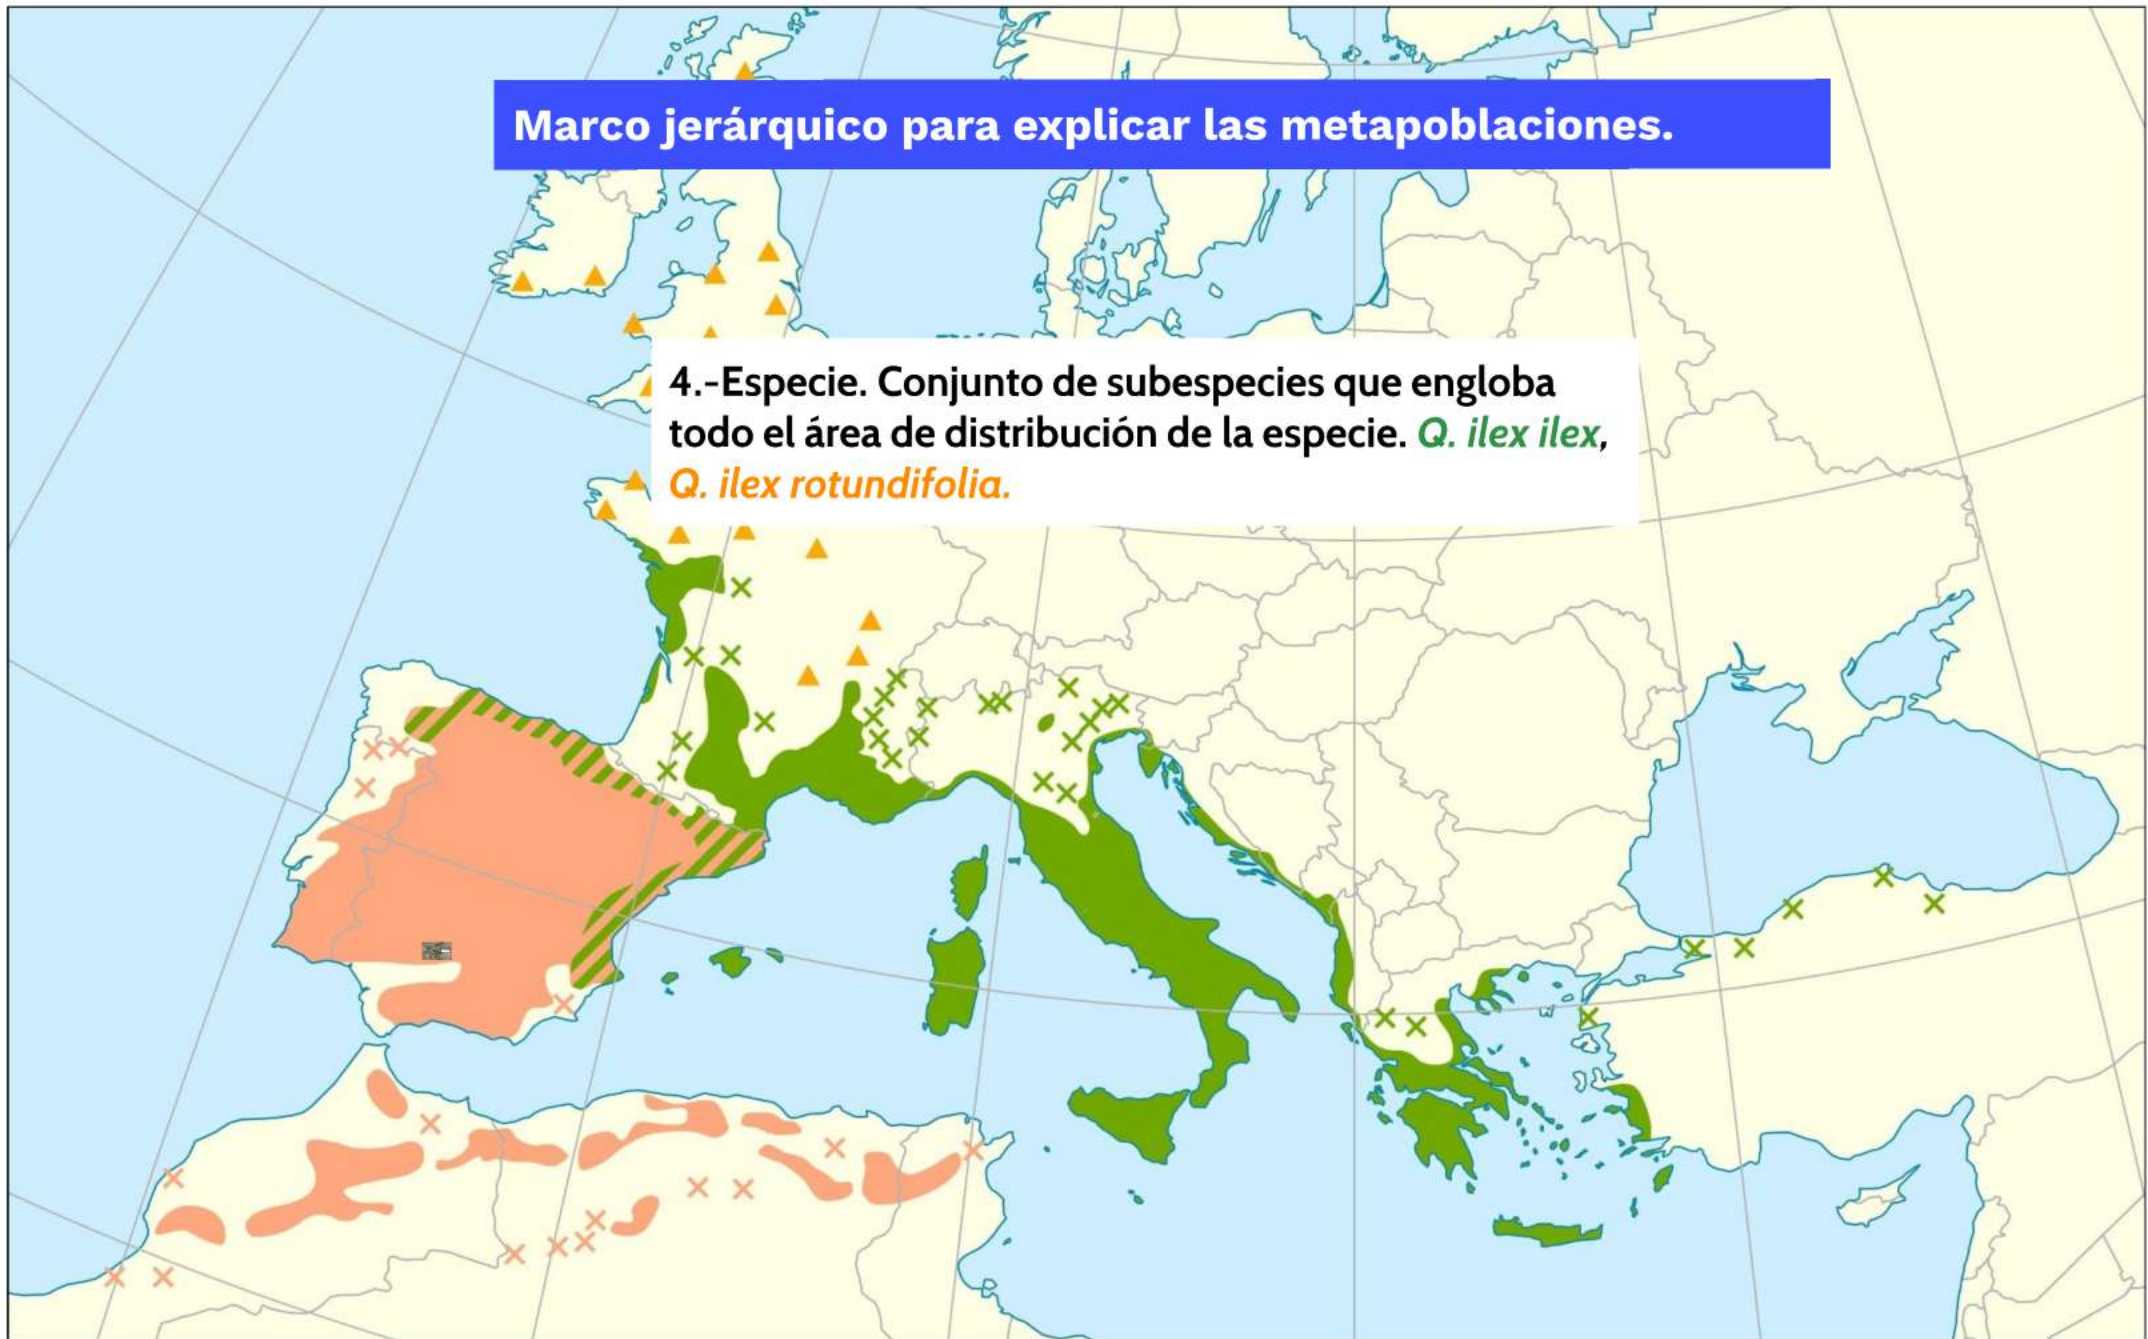 Marco jerárquico para explicar las metapoblaciones.
4.-Especie. Conjunto de subespecies que engloba
todo el área de distribución de la especie. Q. ilex ilex,
Q. ilex rotundifolia.